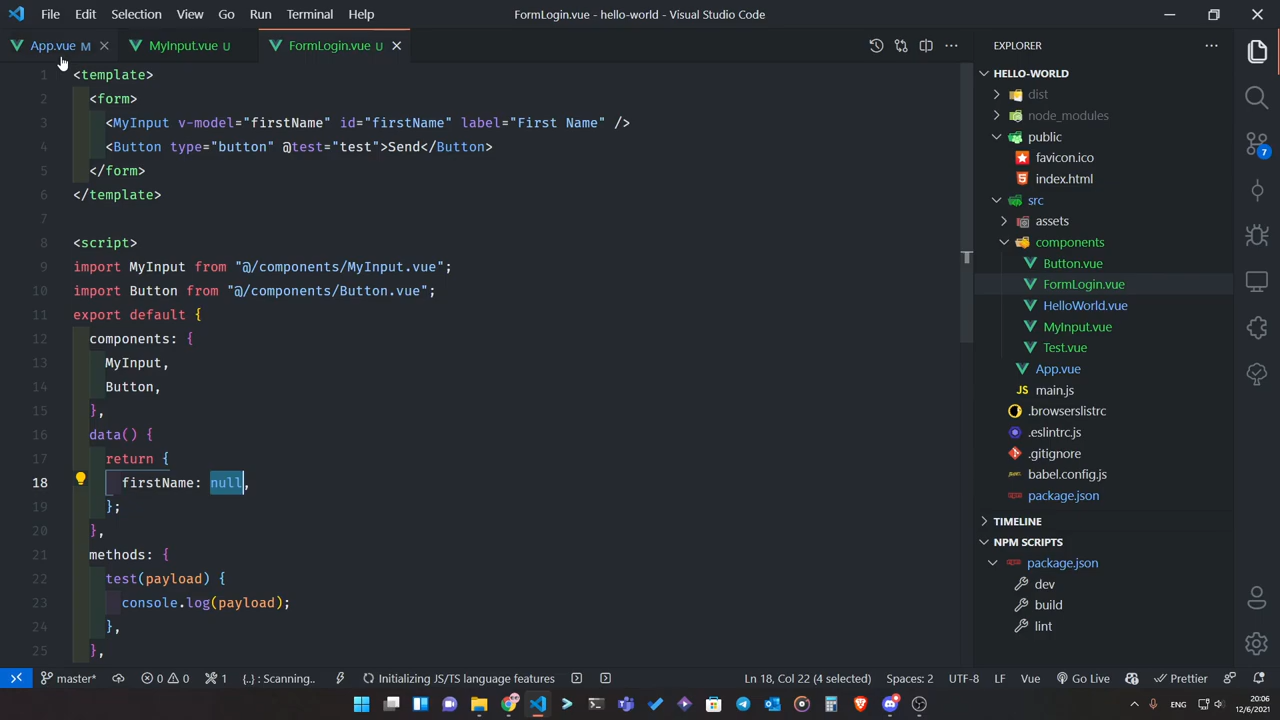 File Edit Selection View Go Run Terminal Help
FormLogin.vue - hello-world - Visual Studio Code
App.vue M
MyInput.vue U
FormLogin.vue U
1 <template>
2 <form>
3 <MyInput v-model="firstName" id="firstName" label="First Name" />
4 <Button type="button" @test="test">Send</Button>
5 </form>
6 </template>
7
8 <script>
9 import MyInput from "@/components/MyInput.vue";
10 import Button from "@/components/Button.vue";
11 export default {
12 components: {
13 MyInput,
14 Button,
15 },
16 data() {
17 return {
18 firstName: null,
19 };
20 },
21 methods: {
22 test(payload) {
23 console.log(payload);
24 },
25 },
EXPLORER
HELLO-WORLD
dist
node_modules
public
favicon.ico
index.html
src
assets
components
Button.vue
FormLogin.vue
HelloWorld.vue
MyInput.vue
Test.vue
App.vue
JS main.js
.browserslistrc
.eslintrc.js
.gitignore
babel.config.js
package.json
TIMELINE
NPM SCRIPTS
package.json
dev
build
lint
7
master*
0 0
1
{..} : Scanning..
Initializing JS/TS language features
Ln 18, Col 22 (4 selected)
Spaces: 2
UTF-8
LF
Vue
Go Live
Prettier
ENG
20:06
12/6/2021